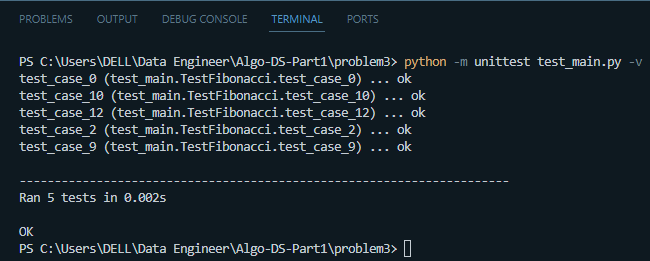 PROBLEMS OUTPUT DEBUG CONSOLE TERMINAL PORTS
PS C:\Users\DELL\Data Engineer\Algo-DS-Part1\problem3> python -m unittest test_main.py -v
test_case_0 (test_main.TestFibonacci.test_case_0) ... ok
test_case_10 (test_main.TestFibonacci.test_case_10) ... ok
test_case_12 (test_main.TestFibonacci.test_case_12) ... ok
test_case_2 (test_main.TestFibonacci.test_case_2) ... ok
test_case_9 (test_main.TestFibonacci.test_case_9) ... ok
----------------------------------------------------------------------
Ran 5 tests in 0.002s
OK
PS C:\Users\DELL\Data Engineer\Algo-DS-Part1\problem3>